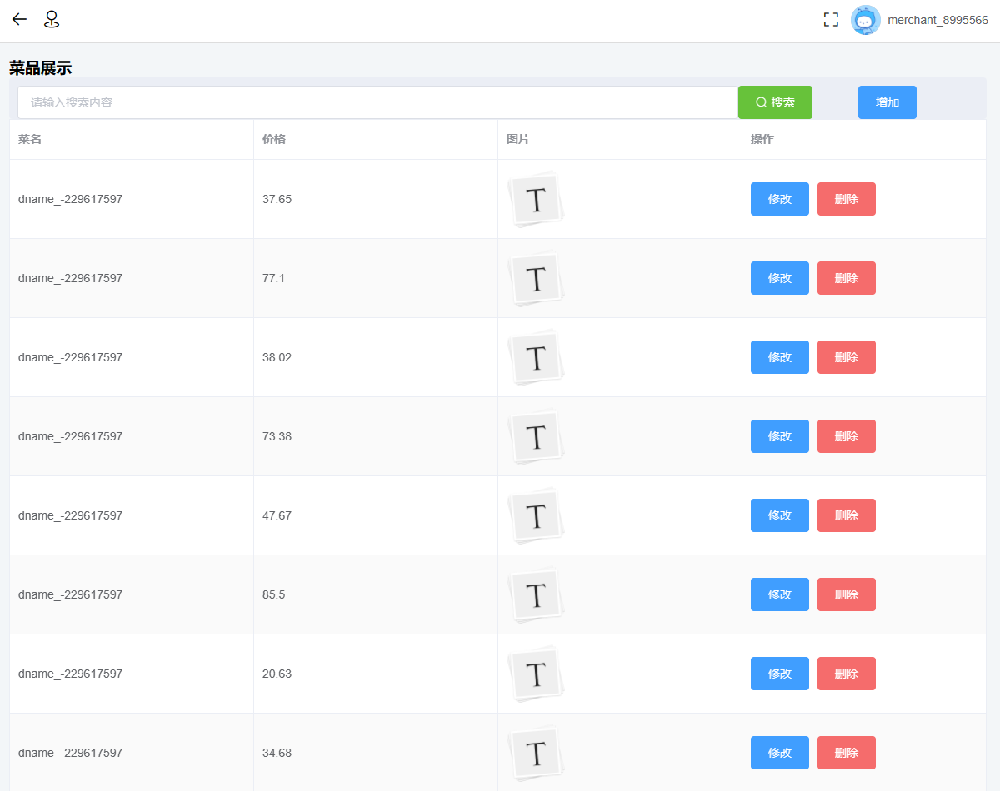 merchant_8995566
菜品展示
请输入搜索内容 搜索 增加
菜名 价格 图片 操作
dname_-229617597 37.65 T 修改 删除
dname_-229617597 77.1 T 修改 删除
dname_-229617597 38.02 T 修改 删除
dname_-229617597 73.38 T 修改 删除
dname_-229617597 47.67 T 修改 删除
dname_-229617597 85.5 T 修改 删除
dname_-229617597 20.63 T 修改 删除
dname_-229617597 34.68 T 修改 删除